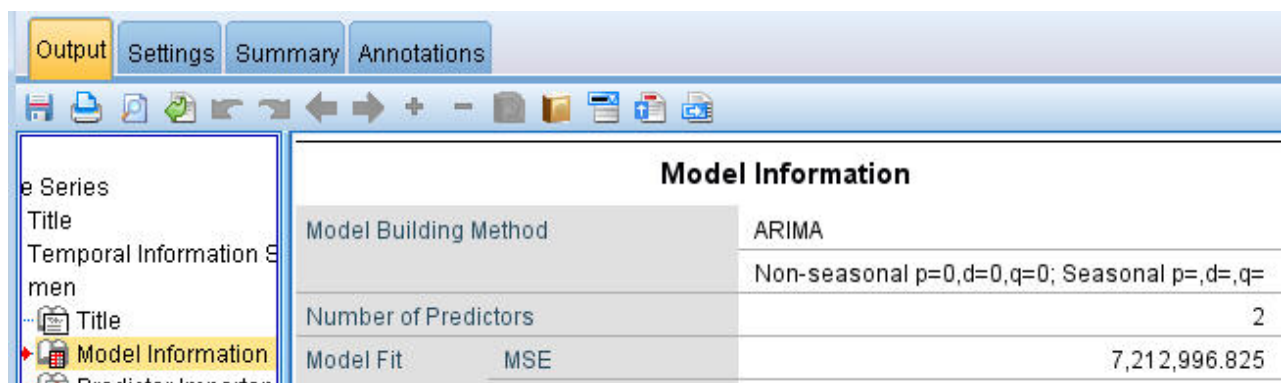 Output Settings Summary Annotations
e Series
Title
Temporal Information S
men
Title
Model Information
Model Information
Model Building Method ARIMA
Non-seasonal p=0,d=0,q=0; Seasonal p=,d=,q=
Number of Predictors 2
Model Fit MSE 7,212,996.825